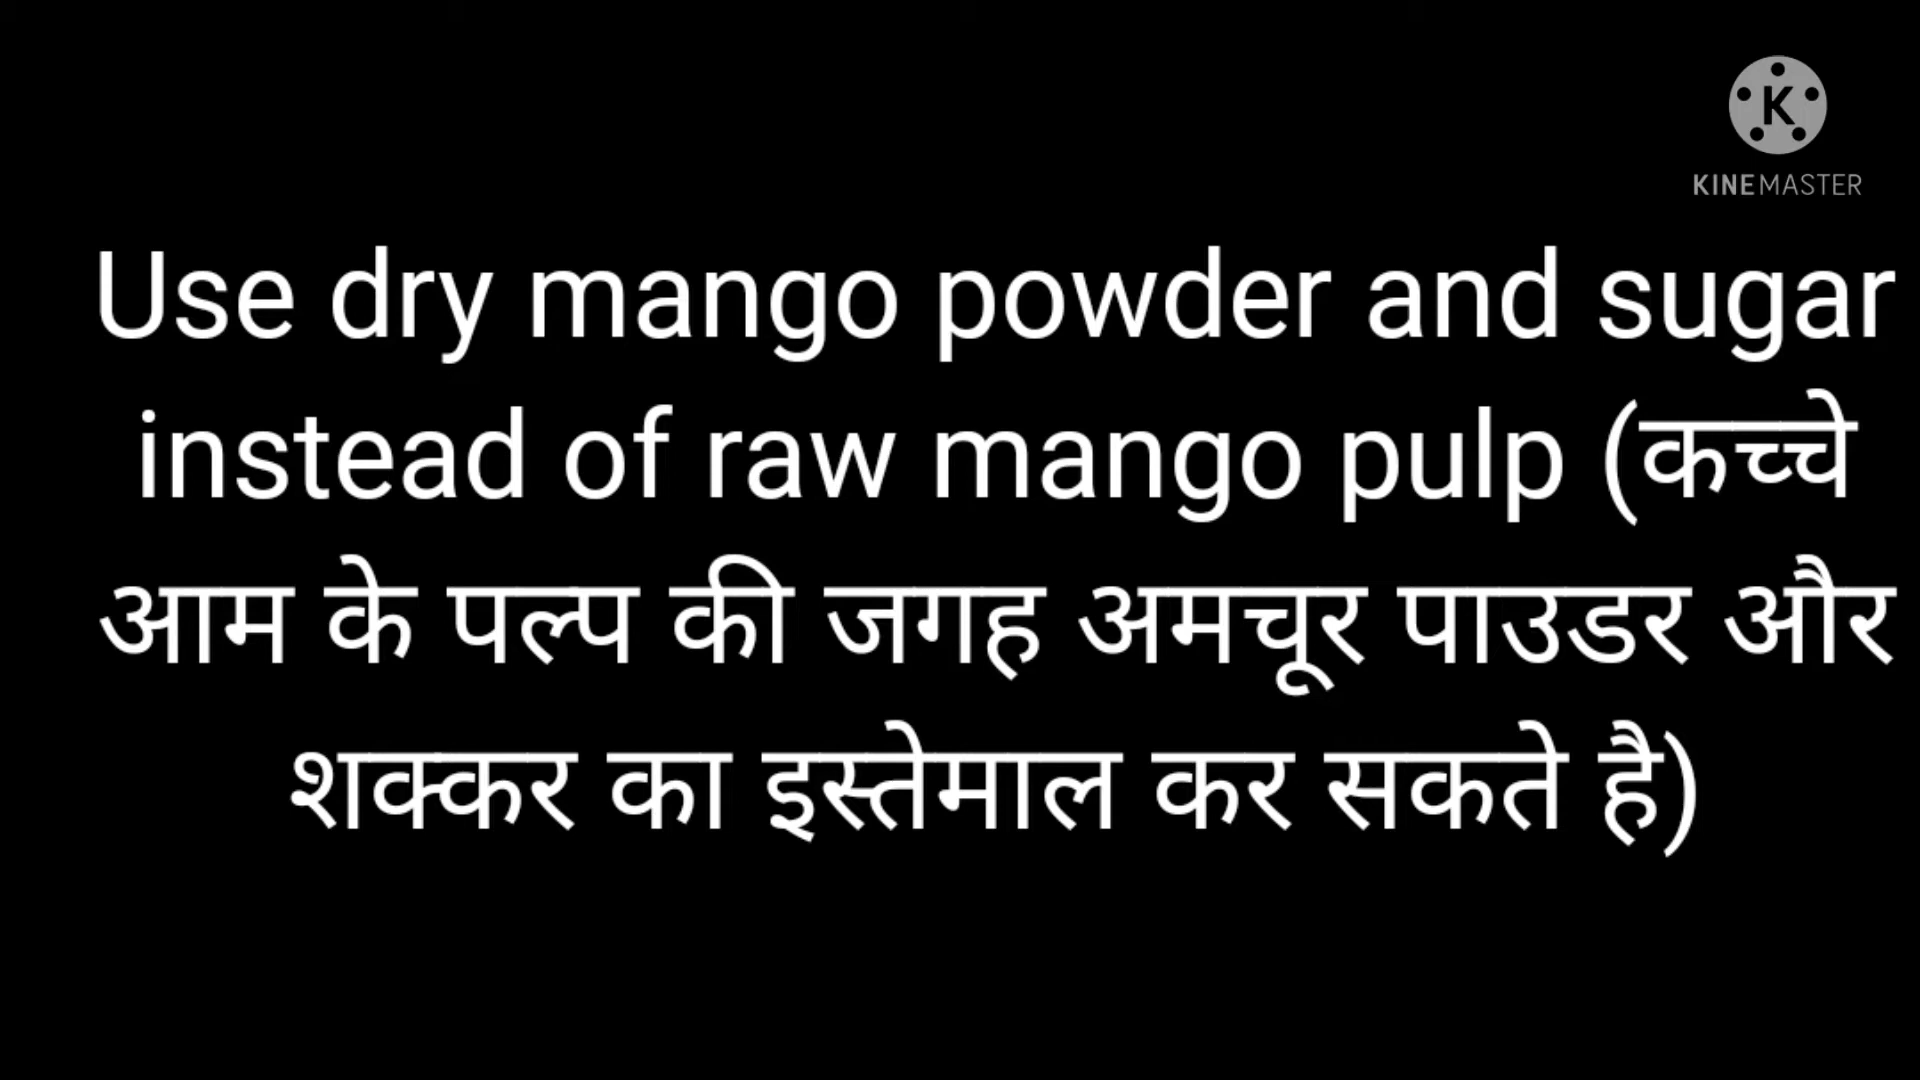 K
KINEMASTER
Use dry mango powder and sugar
instead of raw mango pulp (कच्चे
आम के पल्प की जगह अमचूर पाउडर और
शक्कर का इस्तेमाल कर सकते है)